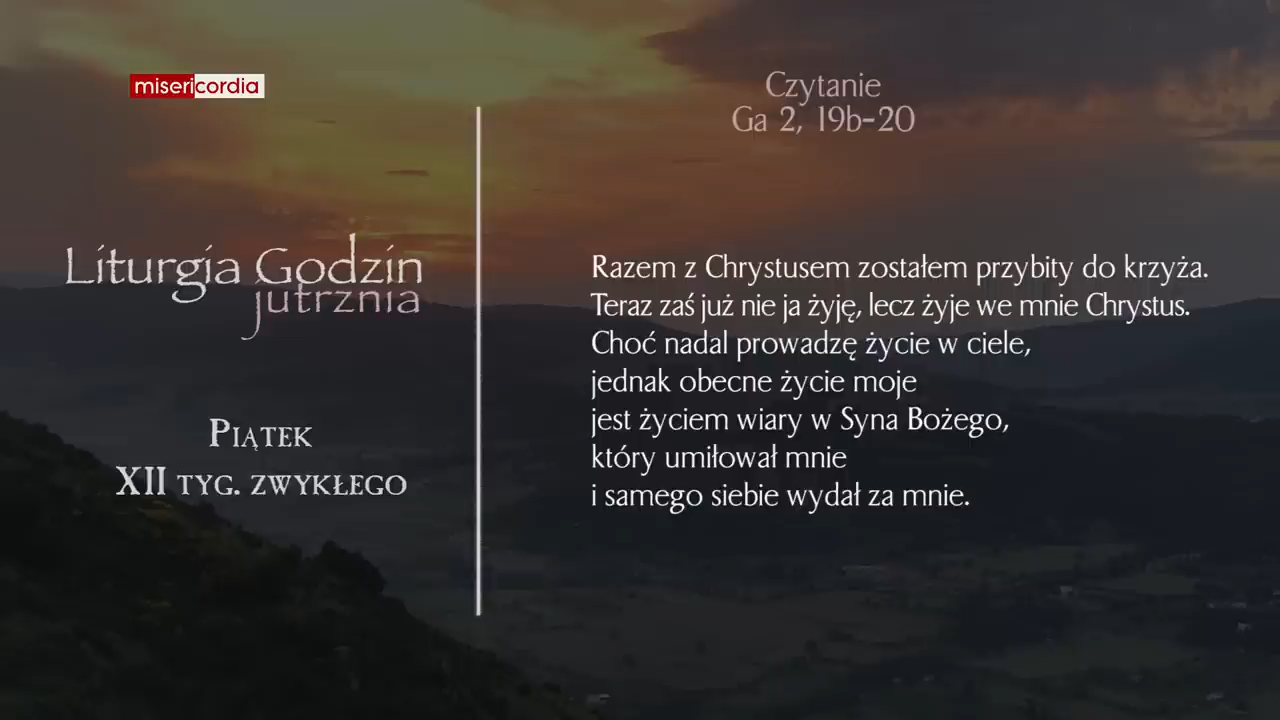 misericordia
Liturgia Godzin
jutrznia
Piątek
XII tyg. zwykłego
Czytanie
Ga 2, 19b-20
Razem z Chrystusem zostałem przybity do krzyża.
Teraz zaś już nie ja żyję, lecz żyje we mnie Chrystus.
Choć nadal prowadzę życie w ciele,
jednak obecne życie moje
jest życiem wiary w Syna Bożego,
który umiłował mnie
i samego siebie wydał za mnie.